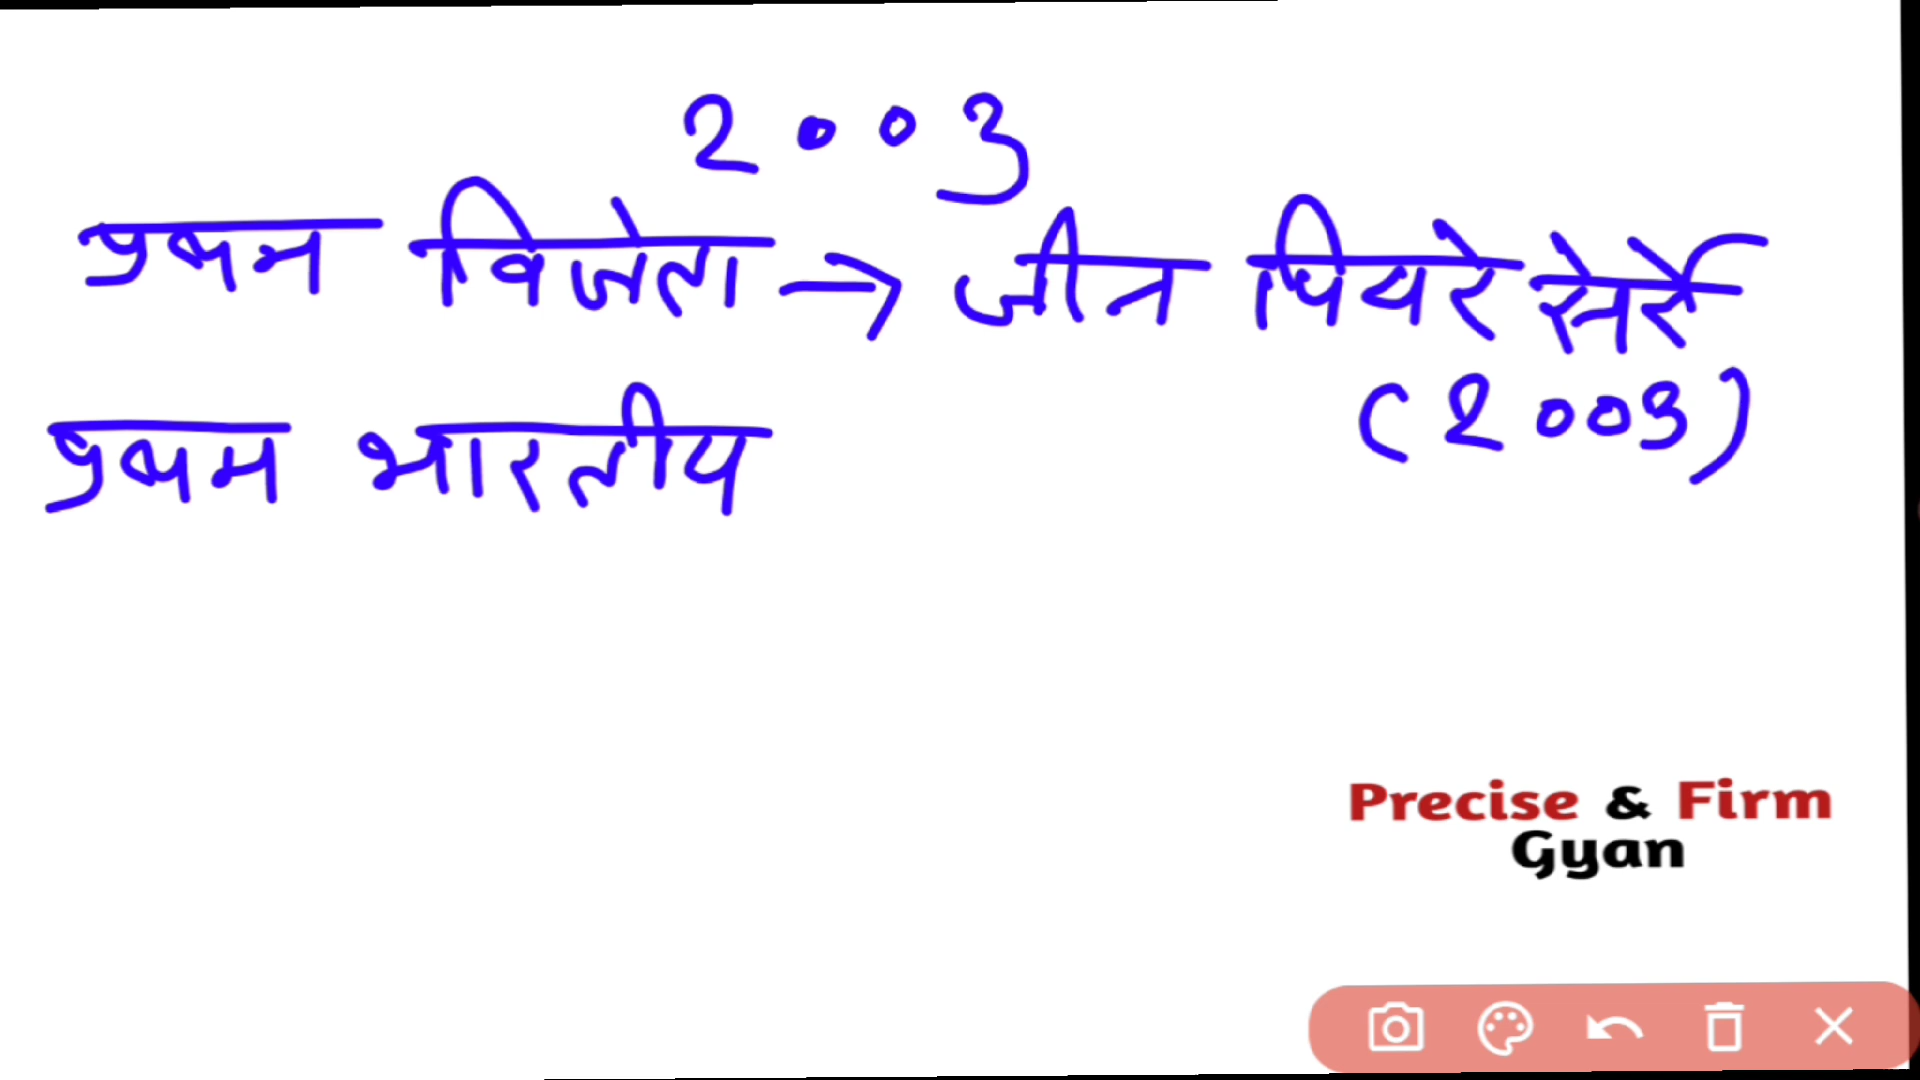 2003
प्रथम विजेता → जीन पियरे सेर्रे
(2003)
प्रथम भारतीय
Precise & Firm
Gyan